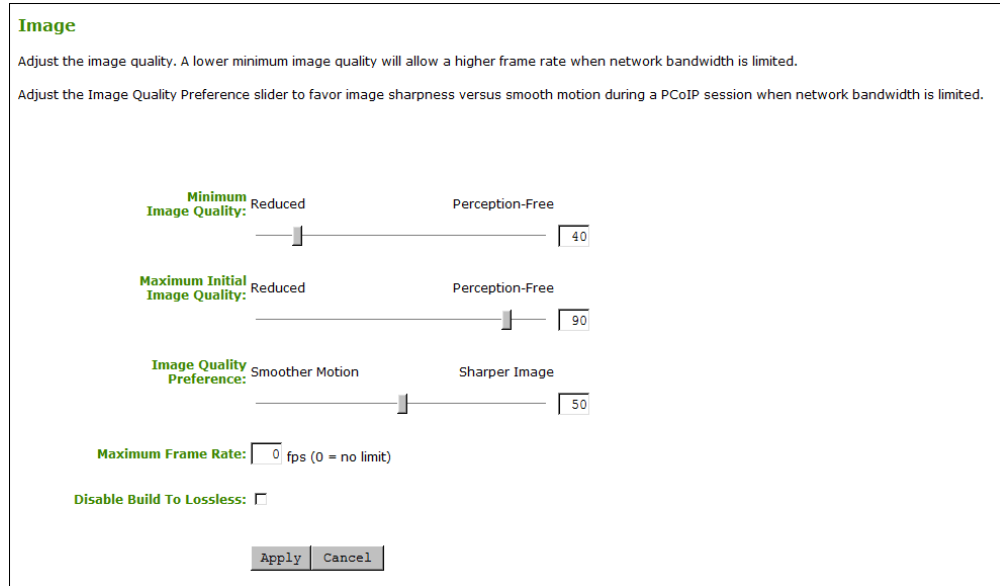 Image
Adjust the image quality. A lower minimum image quality will allow a higher frame rate when network bandwidth is limited.
Adjust the Image Quality Preference slider to favor image sharpness versus smooth motion during a PCoIP session when network bandwidth is limited.
Minimum
Image Quality:
Reduced Perception-Free
40
Maximum Initial
Image Quality:
Reduced Perception-Free
90
Image Quality
Preference:
Smoother Motion Sharper Image
50
Maximum Frame Rate: 0 fps (0 = no limit)
Disable Build To Lossless:
Apply Cancel